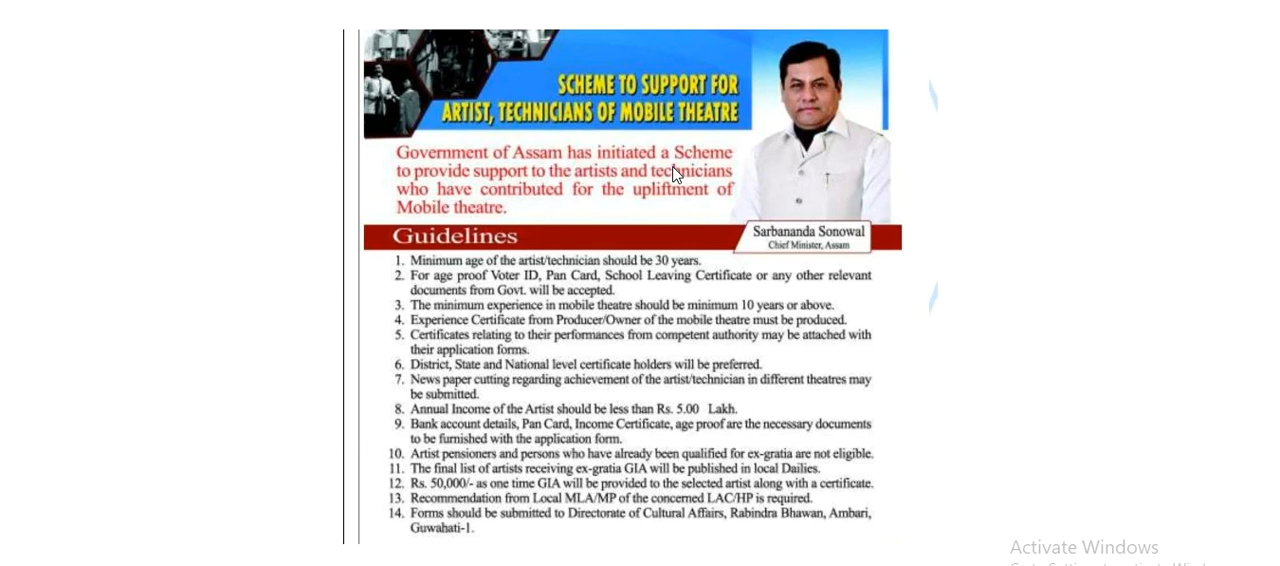 SCHEME TO SUPPORT FOR
ARTIST, TECHNICIANS OF MOBILE THEATRE
Government of Assam has initiated a Scheme
to provide support to the artists and technicians
who have contributed for the upliftment of
Mobile theatre.
Sarbananda Sonowal
Chief Minister, Assam
Guidelines
1. Minimum age of the artist/technician should be 30 years.
2. For age proof Voter ID, Pan Card, School Leaving Certificate or any other relevant
documents from Govt. will be accepted.
3. The minimum experience in mobile theatre should be minimum 10 years or above.
4. Experience Certificate from Producer/Owner of the mobile theatre must be produced.
5. Certificates relating to their performances from competent authority may be attached with
their application forms.
6. District, State and National level certificate holders will be preferred.
7. News paper cutting regarding achievement of the artist/technician in different theatres may
be submitted.
8. Annual Income of the Artist should be less than Rs. 5.00 Lakh.
9. Bank account details, Pan Card, Income Certificate, age proof are the necessary documents
to be furnished with the application form.
10. Artist pensioners and persons who have already been qualified for ex-gratia are not eligible.
11. The final list of artists receiving ex-gratia GIA will be published in local Dailies.
12. Rs. 50,000/- as one time GIA will be provided to the selected artist along with a certificate.
13. Recommendation from Local MLA/MP of the concerned LAC/HP is required.
14. Forms should be submitted to Directorate of Cultural Affairs, Rabindra Bhawan, Ambari,
Guwahati-1.
Activate Windows